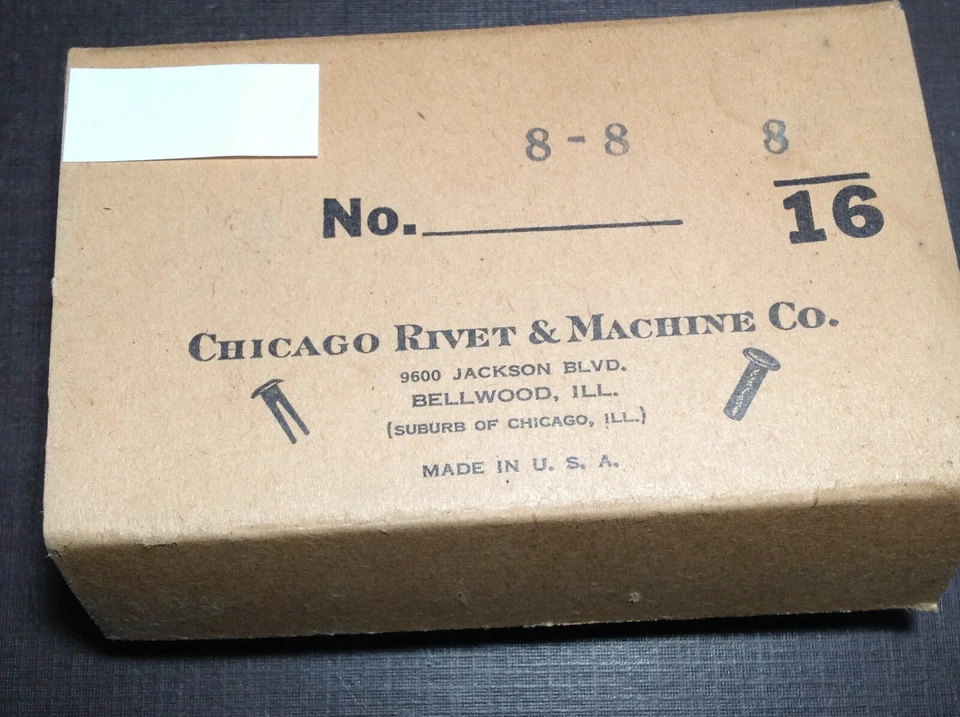 8-8 8
No. 16
CHICAGO RIVET & MACHINE CO.
9600 JACKSON BLVD.
BELLWOOD, ILL.
(SUBURB OF CHICAGO, ILL.)
MADE IN U. S. A.